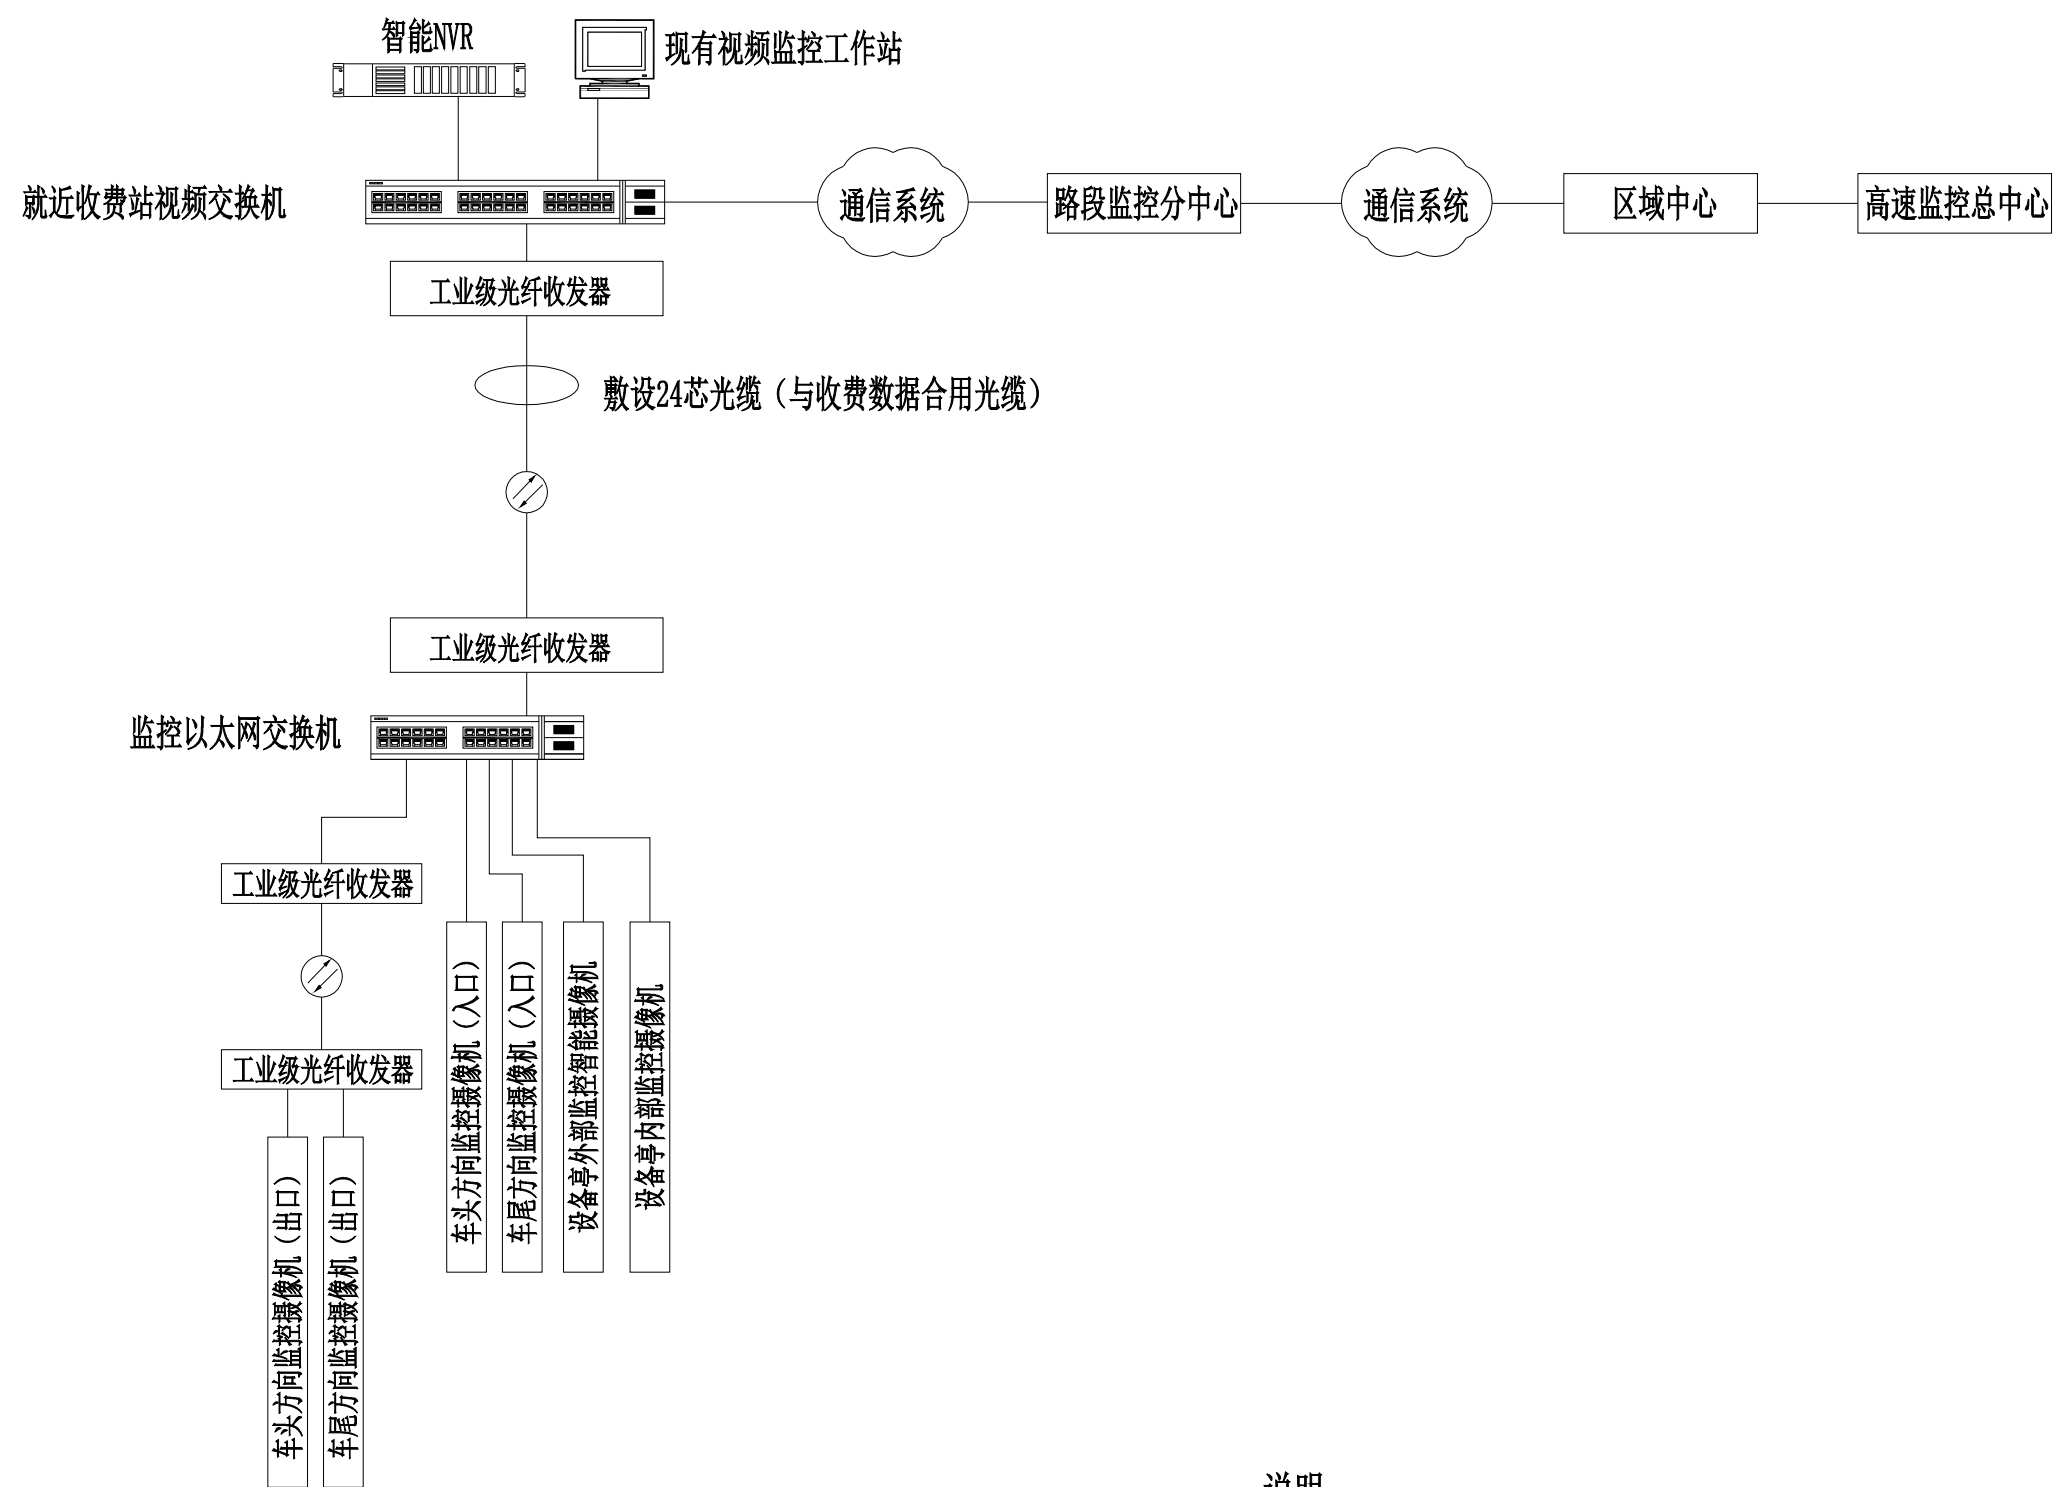 智能NVR
现有视频监控工作站
就近收费站视频交换机
通信系统
路段监控分中心
通信系统
区域中心
高速监控总中心
工业级光纤收发器
敷设24芯光缆（与收费数据合用光缆）
工业级光纤收发器
监控以太网交换机
工业级光纤收发器
工业级光纤收发器
车头方向监控摄像机（入口）
车尾方向监控摄像机（入口）
设备亭外部监控智能摄像机
设备亭内部监控摄像机
车头方向监控摄像机（出口）
车尾方向监控摄像机（出口）
说明